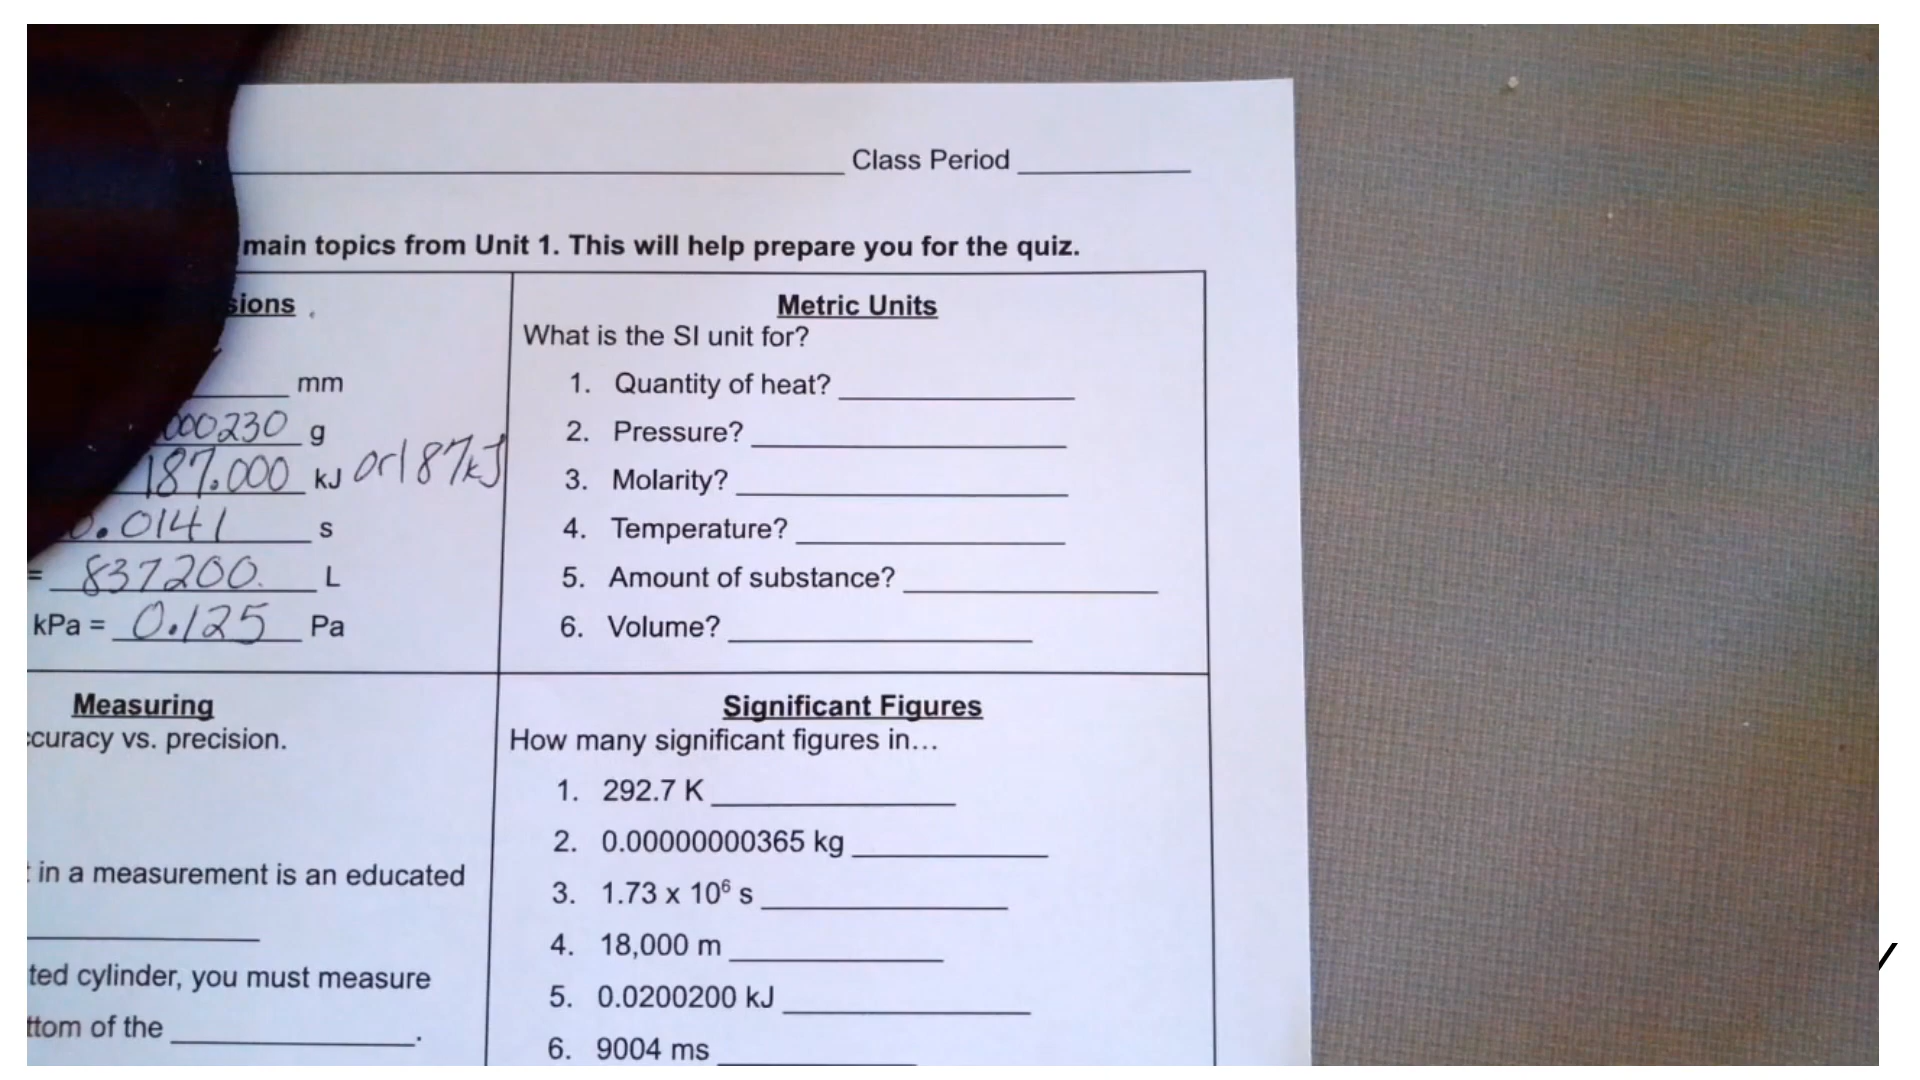 Class Period
main topics from Unit 1. This will help prepare you for the quiz.
sions
mm
000230 g
187.000 kJ or 187kJ
0.0141 s
= 837200. L
kPa = 0.125 Pa
Metric Units
What is the SI unit for?
1. Quantity of heat?
2. Pressure?
3. Molarity?
4. Temperature?
5. Amount of substance?
6. Volume?
Measuring
ccuracy vs. precision.
in a measurement is an educated
ted cylinder, you must measure
ttom of the .
Significant Figures
How many significant figures in...
1. 292.7 K
2. 0.00000000365 kg
3. 1.73 x 10⁶ s
4. 18,000 m
5. 0.0200200 kJ
6. 9004 ms